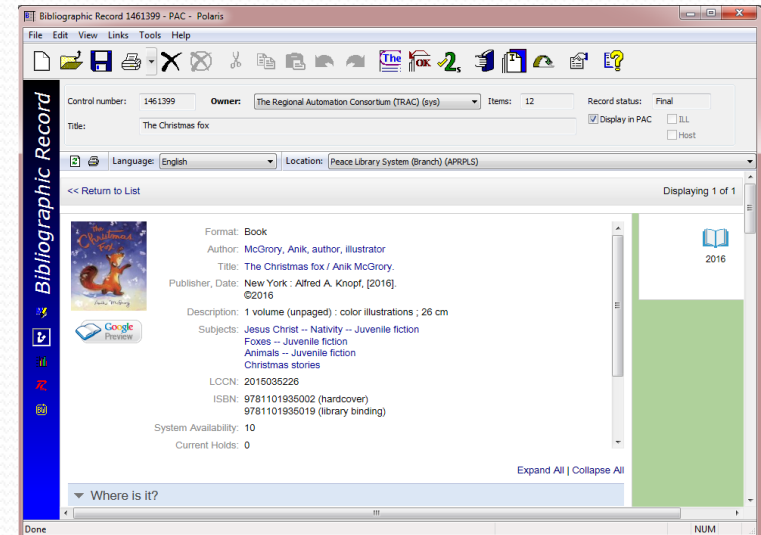 Bibliographic Record 1461399 - PAC - Polaris
File Edit View Links Tools Help
Bibliographic Record
Control number: 1461399 Owner: The Regional Automation Consortium (TRAC) (sys) Items: 12 Record status: Final
Title: The Christmas fox Display in PAC ILL
Host
Language: English Location: Peace Library System (Branch) (APRPLS)
<< Return to List Displaying 1 of 1
The Christmas Fox
Anik McGrory
Google Preview
Format: Book
Author: McGrory, Anik, author, illustrator
Title: The Christmas fox / Anik McGrory.
Publisher, Date: New York : Alfred A. Knopf, [2016].
©2016
Description: 1 volume (unpaged) : color illustrations ; 26 cm
Subjects: Jesus Christ -- Nativity -- Juvenile fiction
Foxes -- Juvenile fiction
Animals -- Juvenile fiction
Christmas stories
LCCN: 2015035226
ISBN: 9781101935002 (hardcover)
9781101935019 (library binding)
System Availability: 10
Current Holds: 0
2016
Expand All | Collapse All
Where is it?
Done NUM